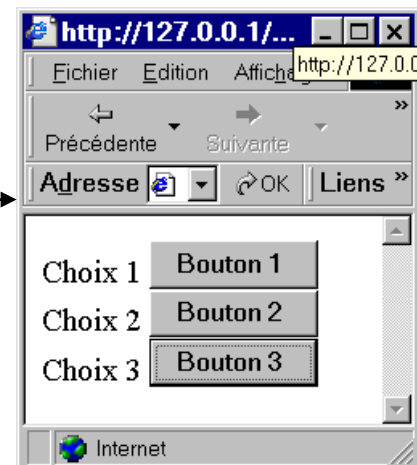 http://127.0.0.1/...
http://127.0.0
Fichier Edition
Précédente Suivante »
Adresse OK Liens »
Choix 1 Bouton 1
Choix 2 Bouton 2
Choix 3 Bouton 3
Internet